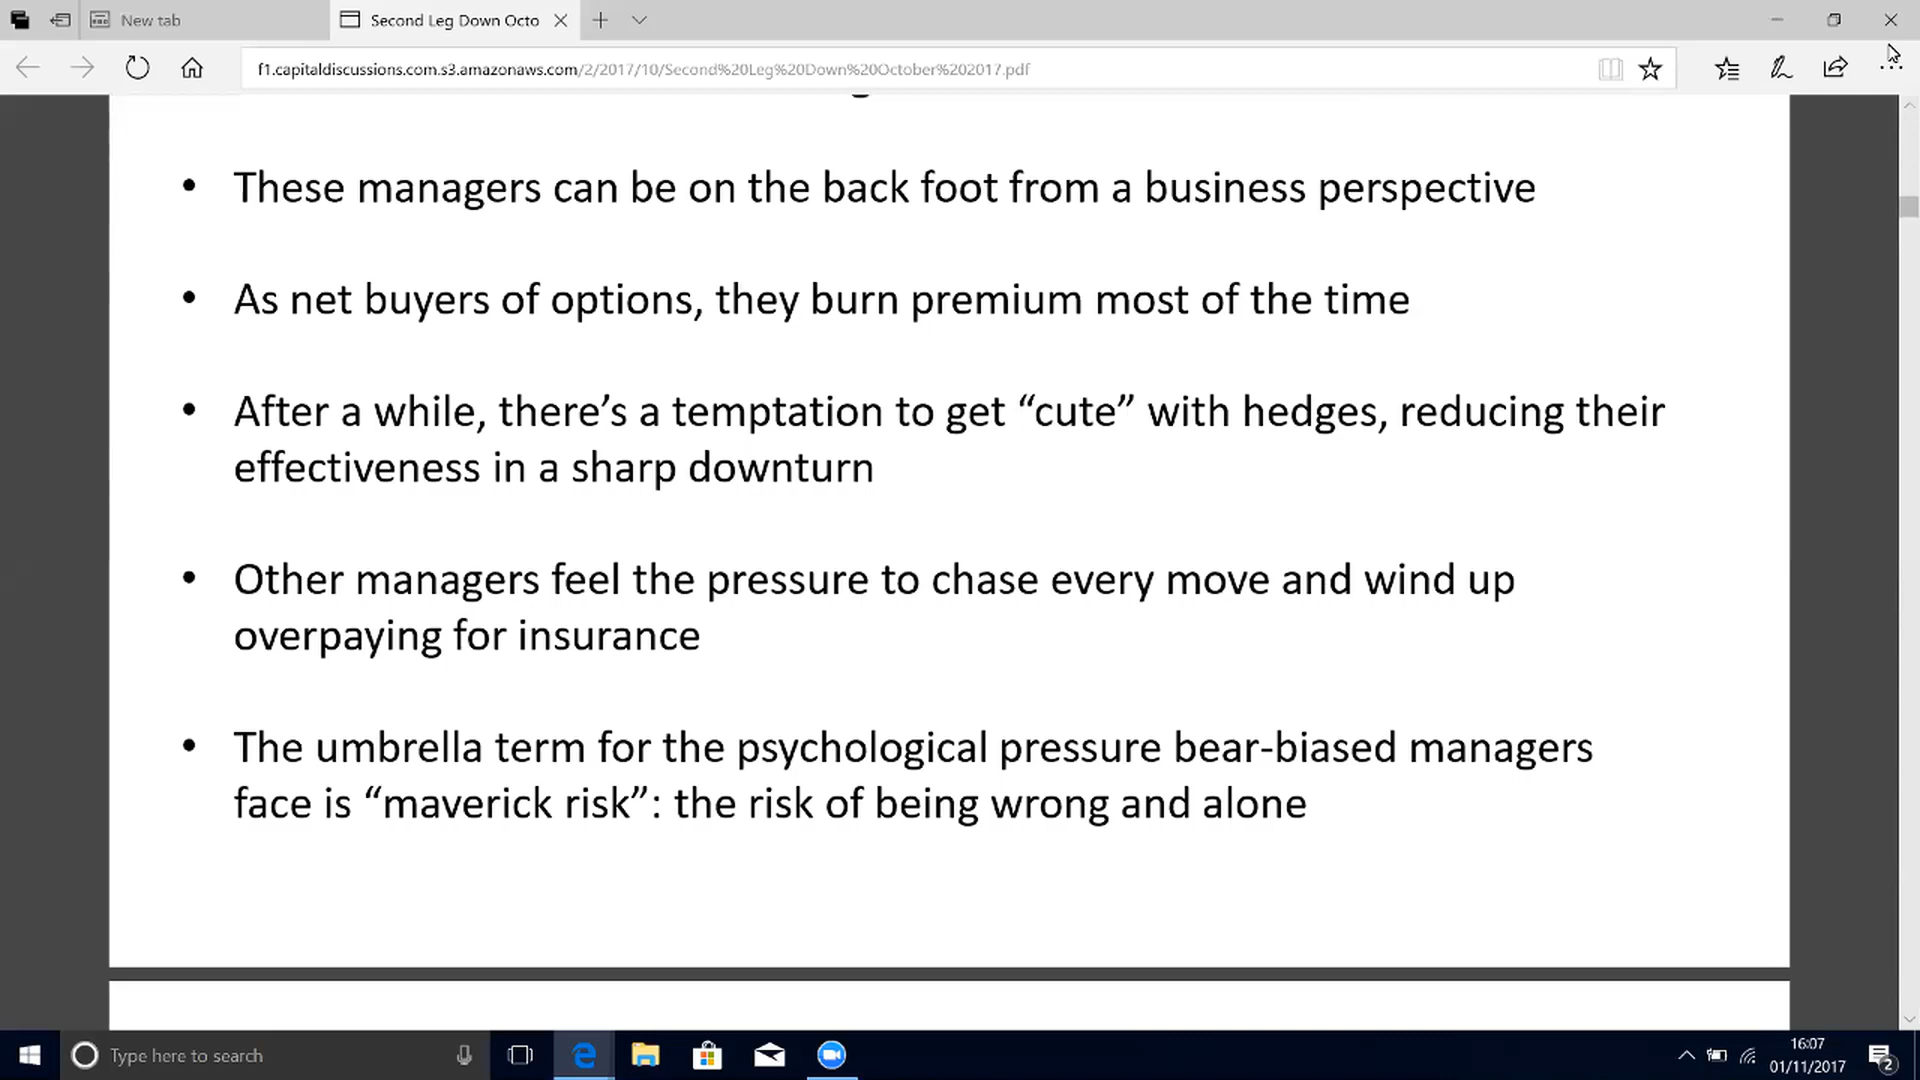 New tab
Second Leg Down Octo
f1.capitaldiscussions.com.s3.amazonaws.com/2/2017/10/Second%20Leg%20Down%20October%202017.pdf
• These managers can be on the back foot from a business perspective
• As net buyers of options, they burn premium most of the time
• After a while, there’s a temptation to get “cute” with hedges, reducing their
effectiveness in a sharp downturn
• Other managers feel the pressure to chase every move and wind up
overpaying for insurance
• The umbrella term for the psychological pressure bear-biased managers
face is “maverick risk”: the risk of being wrong and alone
Type here to search
16:07
01/11/2017
2